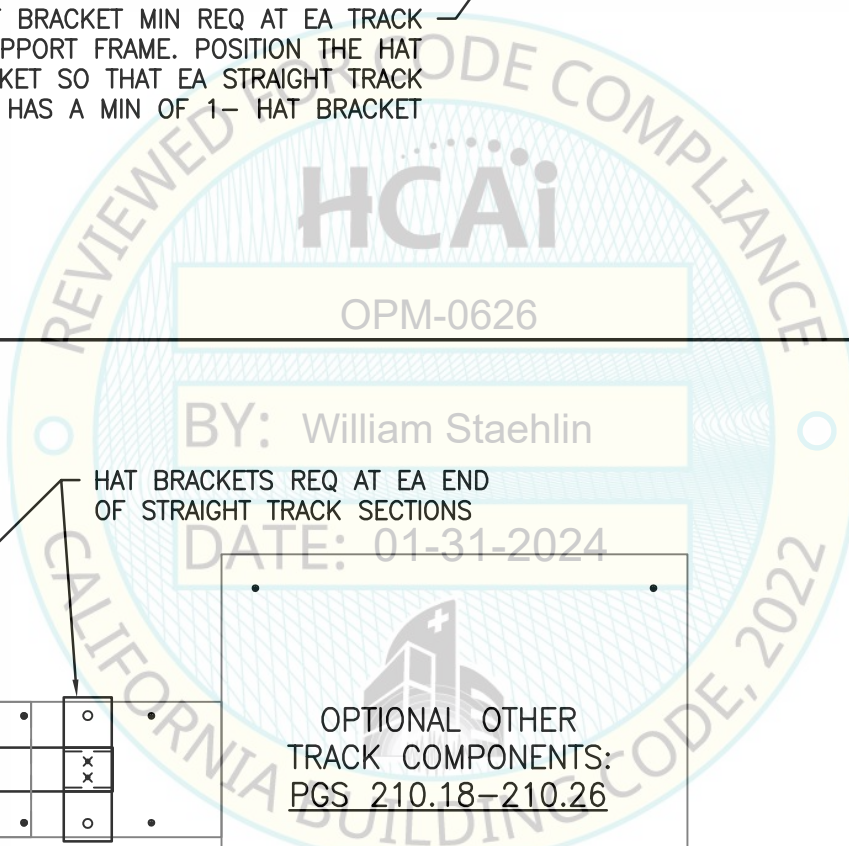 BRACKET MIN REQ AT EA TRACK
PPORT FRAME. POSITION THE HAT
KET SO THAT EA STRAIGHT TRACK
HAS A MIN OF 1- HAT BRACKET
REVIEWED FOR CODE COMPLIANCE
HCAi
OPM-0626
BY: William Staehlin
HAT BRACKETS REQ AT EA END
OF STRAIGHT TRACK SECTIONS
DATE: 01-31-2024
OPTIONAL OTHER
TRACK COMPONENTS:
PGS 210.18-210.26
CALIFORNIA BUILDING CODE, 2022